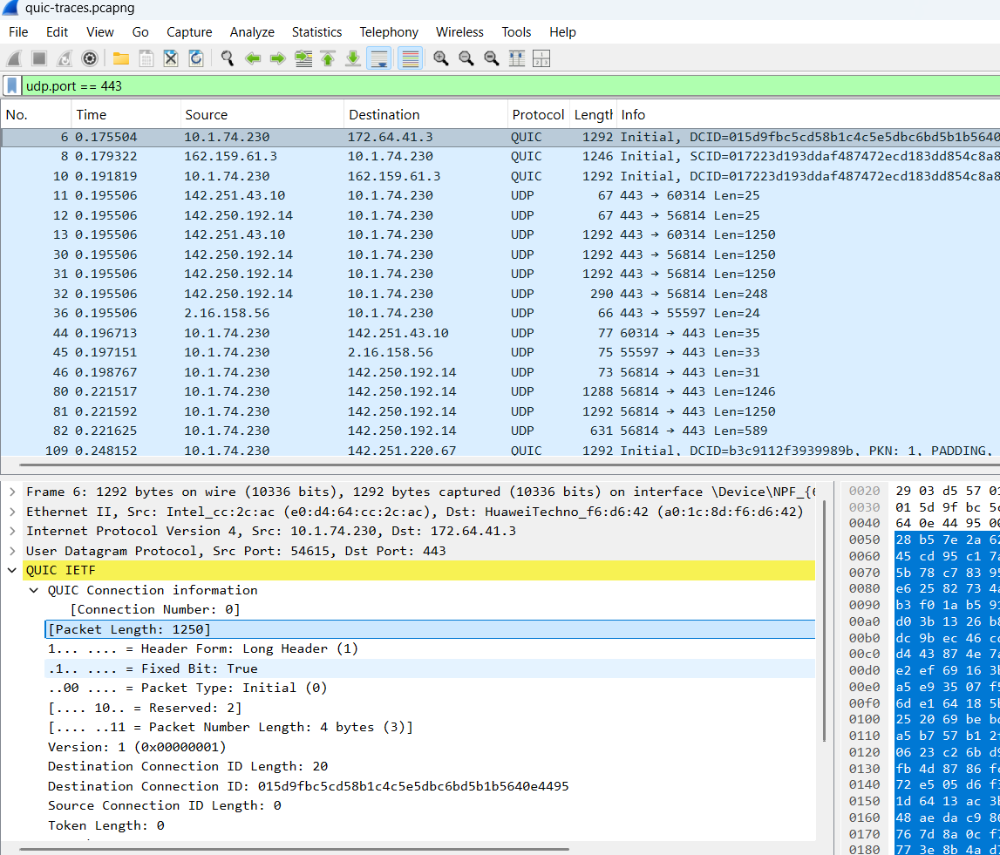 quic-traces.pcapng
File Edit View Go Capture Analyze Statistics Telephony Wireless Tools Help
udp.port == 443
No. Time Source Destination Protocol Length Info
6 0.175504 10.1.74.230 172.64.41.3 QUIC 1292 Initial, DCID=015d9fbc5cd58b1c4c5e5dbc6bd5b1b5640
8 0.179322 162.159.61.3 10.1.74.230 QUIC 1246 Initial, SCID=017223d193ddaf487472ecd183dd854c8a8
10 0.191819 10.1.74.230 162.159.61.3 QUIC 1292 Initial, DCID=017223d193ddaf487472ecd183dd854c8a8
11 0.195506 142.251.43.10 10.1.74.230 UDP 67 443 → 60314 Len=25
12 0.195506 142.250.192.14 10.1.74.230 UDP 67 443 → 56814 Len=25
13 0.195506 142.251.43.10 10.1.74.230 UDP 1292 443 → 60314 Len=1250
30 0.195506 142.250.192.14 10.1.74.230 UDP 1292 443 → 56814 Len=1250
31 0.195506 142.250.192.14 10.1.74.230 UDP 1292 443 → 56814 Len=1250
32 0.195506 142.250.192.14 10.1.74.230 UDP 290 443 → 56814 Len=248
36 0.195506 2.16.158.56 10.1.74.230 UDP 66 443 → 55597 Len=24
44 0.196713 10.1.74.230 142.251.43.10 UDP 77 60314 → 443 Len=35
45 0.197151 10.1.74.230 2.16.158.56 UDP 75 55597 → 443 Len=33
46 0.198767 10.1.74.230 142.250.192.14 UDP 73 56814 → 443 Len=31
80 0.221517 10.1.74.230 142.250.192.14 UDP 1288 56814 → 443 Len=1246
81 0.221592 10.1.74.230 142.250.192.14 UDP 1292 56814 → 443 Len=1250
82 0.221625 10.1.74.230 142.250.192.14 UDP 631 56814 → 443 Len=589
109 0.248152 10.1.74.230 142.251.220.67 QUIC 1292 Initial, DCID=b3c9112f3939989b, PKN: 1, PADDING,
Frame 6: 1292 bytes on wire (10336 bits), 1292 bytes captured (10336 bits) on interface \Device\NPF_{
Ethernet II, Src: Intel_cc:2c:ac (e0:d4:64:cc:2c:ac), Dst: HuaweiTechno_f6:d6:42 (a0:1c:8d:f6:d6:42)
Internet Protocol Version 4, Src: 10.1.74.230, Dst: 172.64.41.3
User Datagram Protocol, Src Port: 54615, Dst Port: 443
QUIC IETF
QUIC Connection information
[Connection Number: 0]
[Packet Length: 1250]
1... .... = Header Form: Long Header (1)
.1.. .... = Fixed Bit: True
..00 .... = Packet Type: Initial (0)
[.... 10.. = Reserved: 2]
[.... ..11 = Packet Number Length: 4 bytes (3)]
Version: 1 (0x00000001)
Destination Connection ID Length: 20
Destination Connection ID: 015d9fbc5cd58b1c4c5e5dbc6bd5b1b5640e4495
Source Connection ID Length: 0
Token Length: 0
0020 29 03 d5 57
0030 01 5d 9f bc
0040 64 0e 44 95
0050 28 b5 7e 2a
0060 45 cd 95 c1
0070 5b 78 c7 83
0080 e6 25 82 73
0090 b3 f0 1a b5
00a0 d0 3b 13 26
00b0 dc 9b ec 46
00c0 d4 43 87 4e
00d0 e2 ef 69 16
00e0 a5 e9 35 07
00f0 6d e1 64 18
0100 25 20 69 be
0110 a5 b7 57 b1
0120 06 23 c2 6b
0130 fb 4d 87 86
0140 72 e5 05 d6
0150 1d 64 13 ac
0160 48 ae da c9
0170 76 7d 8a 0c
0180 77 3e 8b 4a